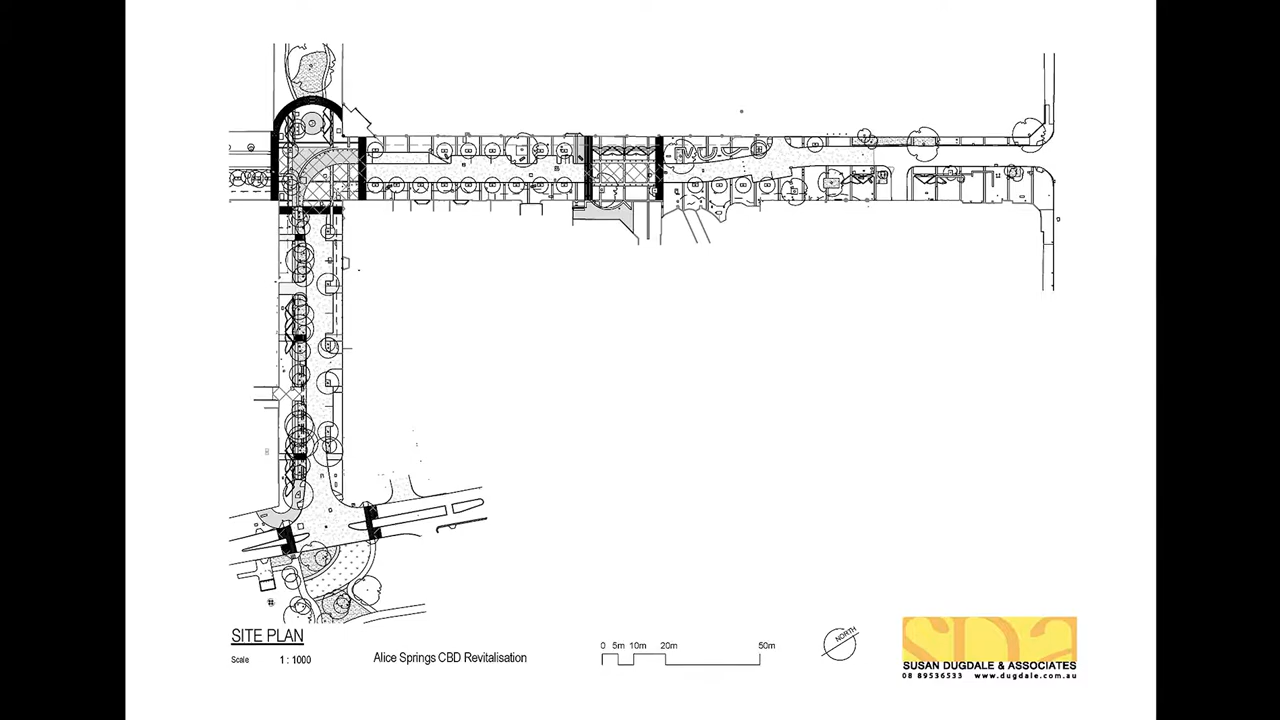 SITE PLAN
Scale 1 : 1000
Alice Springs CBD Revitalisation
0 5m 10m 20m 50m
NORTH
sda
SUSAN DUGDALE & ASSOCIATES
08 89536533 www.dugdale.com.au